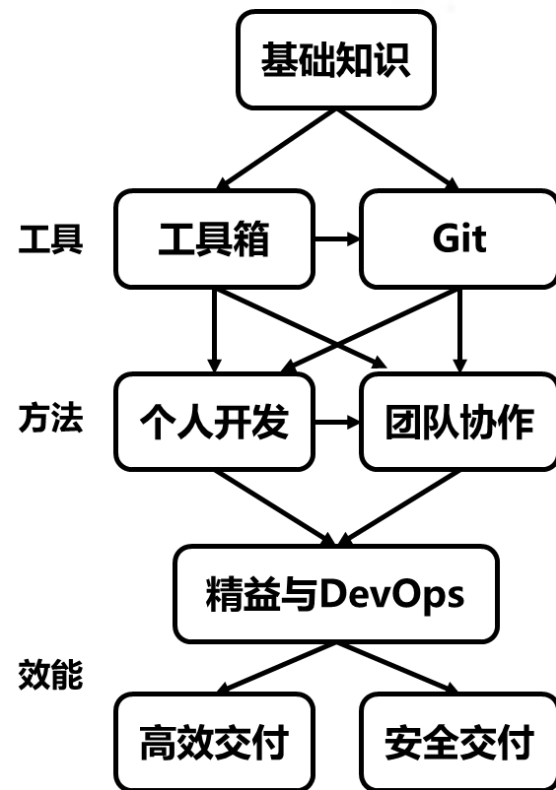 基础知识
工具
工具箱
Git
方法
个人开发
团队协作
精益与DevOps
效能
高效交付
安全交付